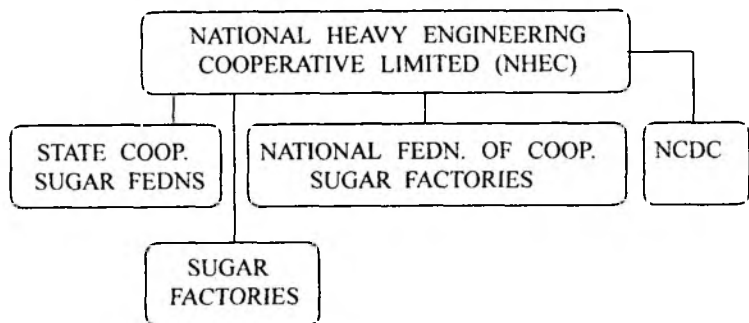 NATIONAL HEAVY ENGINEERING
COOPERATIVE LIMITED (NHEC)
STATE COOP.
SUGAR FEDNS
NATIONAL FEDN. OF COOP.
SUGAR FACTORIES
NCDC
SUGAR
FACTORIES